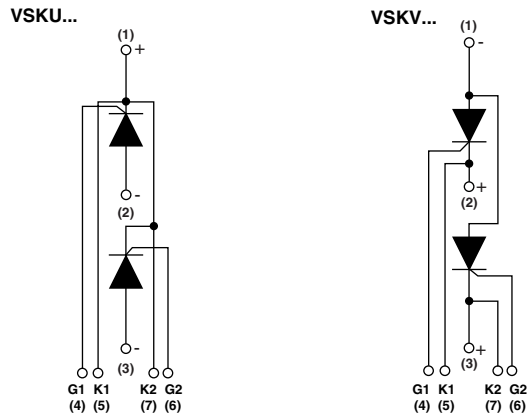 VSKU...
VSKV...
(1)
+
(1)
-
-
(2)
+
(2)
-
(3)
+
(3)
G1 K1 K2 G2
(4) (5) (7) (6)
G1 K1 K2 G2
(4) (5) (7) (6)